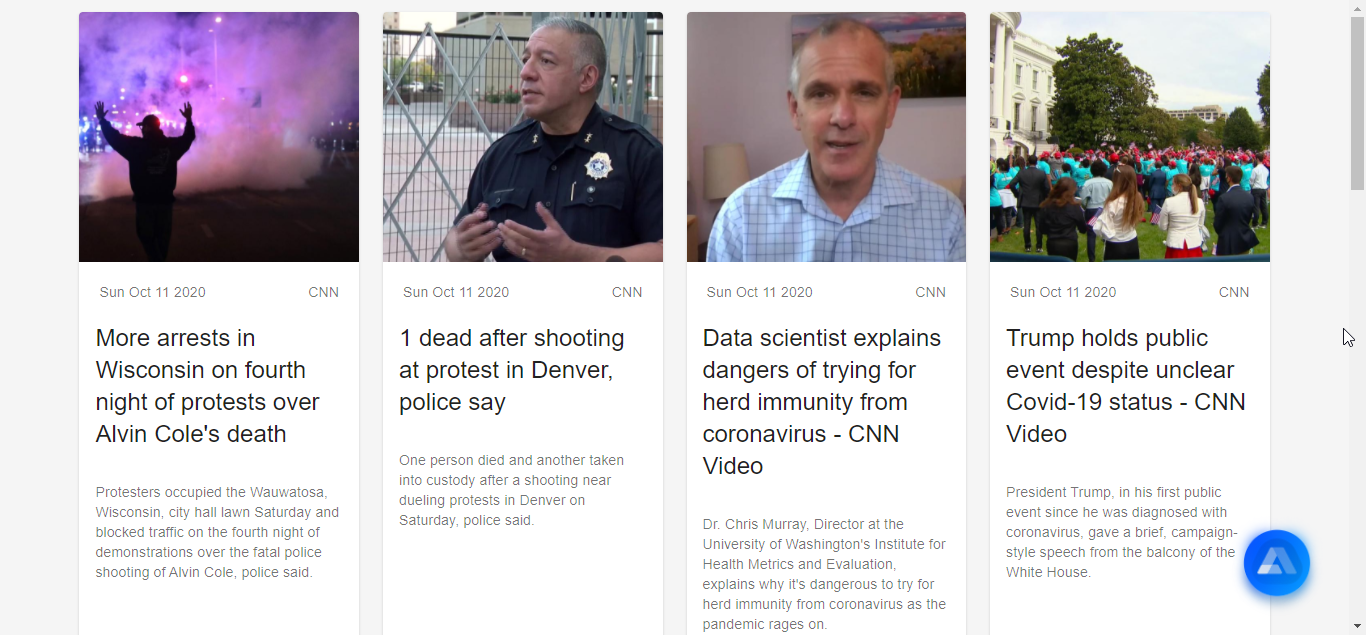 Sun Oct 11 2020 CNN
More arrests in
Wisconsin on fourth
night of protests over
Alvin Cole's death
Protesters occupied the Wauwatosa,
Wisconsin, city hall lawn Saturday and
blocked traffic on the fourth night of
demonstrations over the fatal police
shooting of Alvin Cole, police said.
Sun Oct 11 2020 CNN
1 dead after shooting
at protest in Denver,
police say
One person died and another taken
into custody after a shooting near
dueling protests in Denver on
Saturday, police said.
Sun Oct 11 2020 CNN
Data scientist explains
dangers of trying for
herd immunity from
coronavirus - CNN
Video
Dr. Chris Murray, Director at the
University of Washington's Institute for
Health Metrics and Evaluation,
explains why it's dangerous to try for
herd immunity from coronavirus as the
pandemic rages on.
Sun Oct 11 2020 CNN
Trump holds public
event despite unclear
Covid-19 status - CNN
Video
President Trump, in his first public
event since he was diagnosed with
coronavirus, gave a brief, campaign-
style speech from the balcony of the
White House.